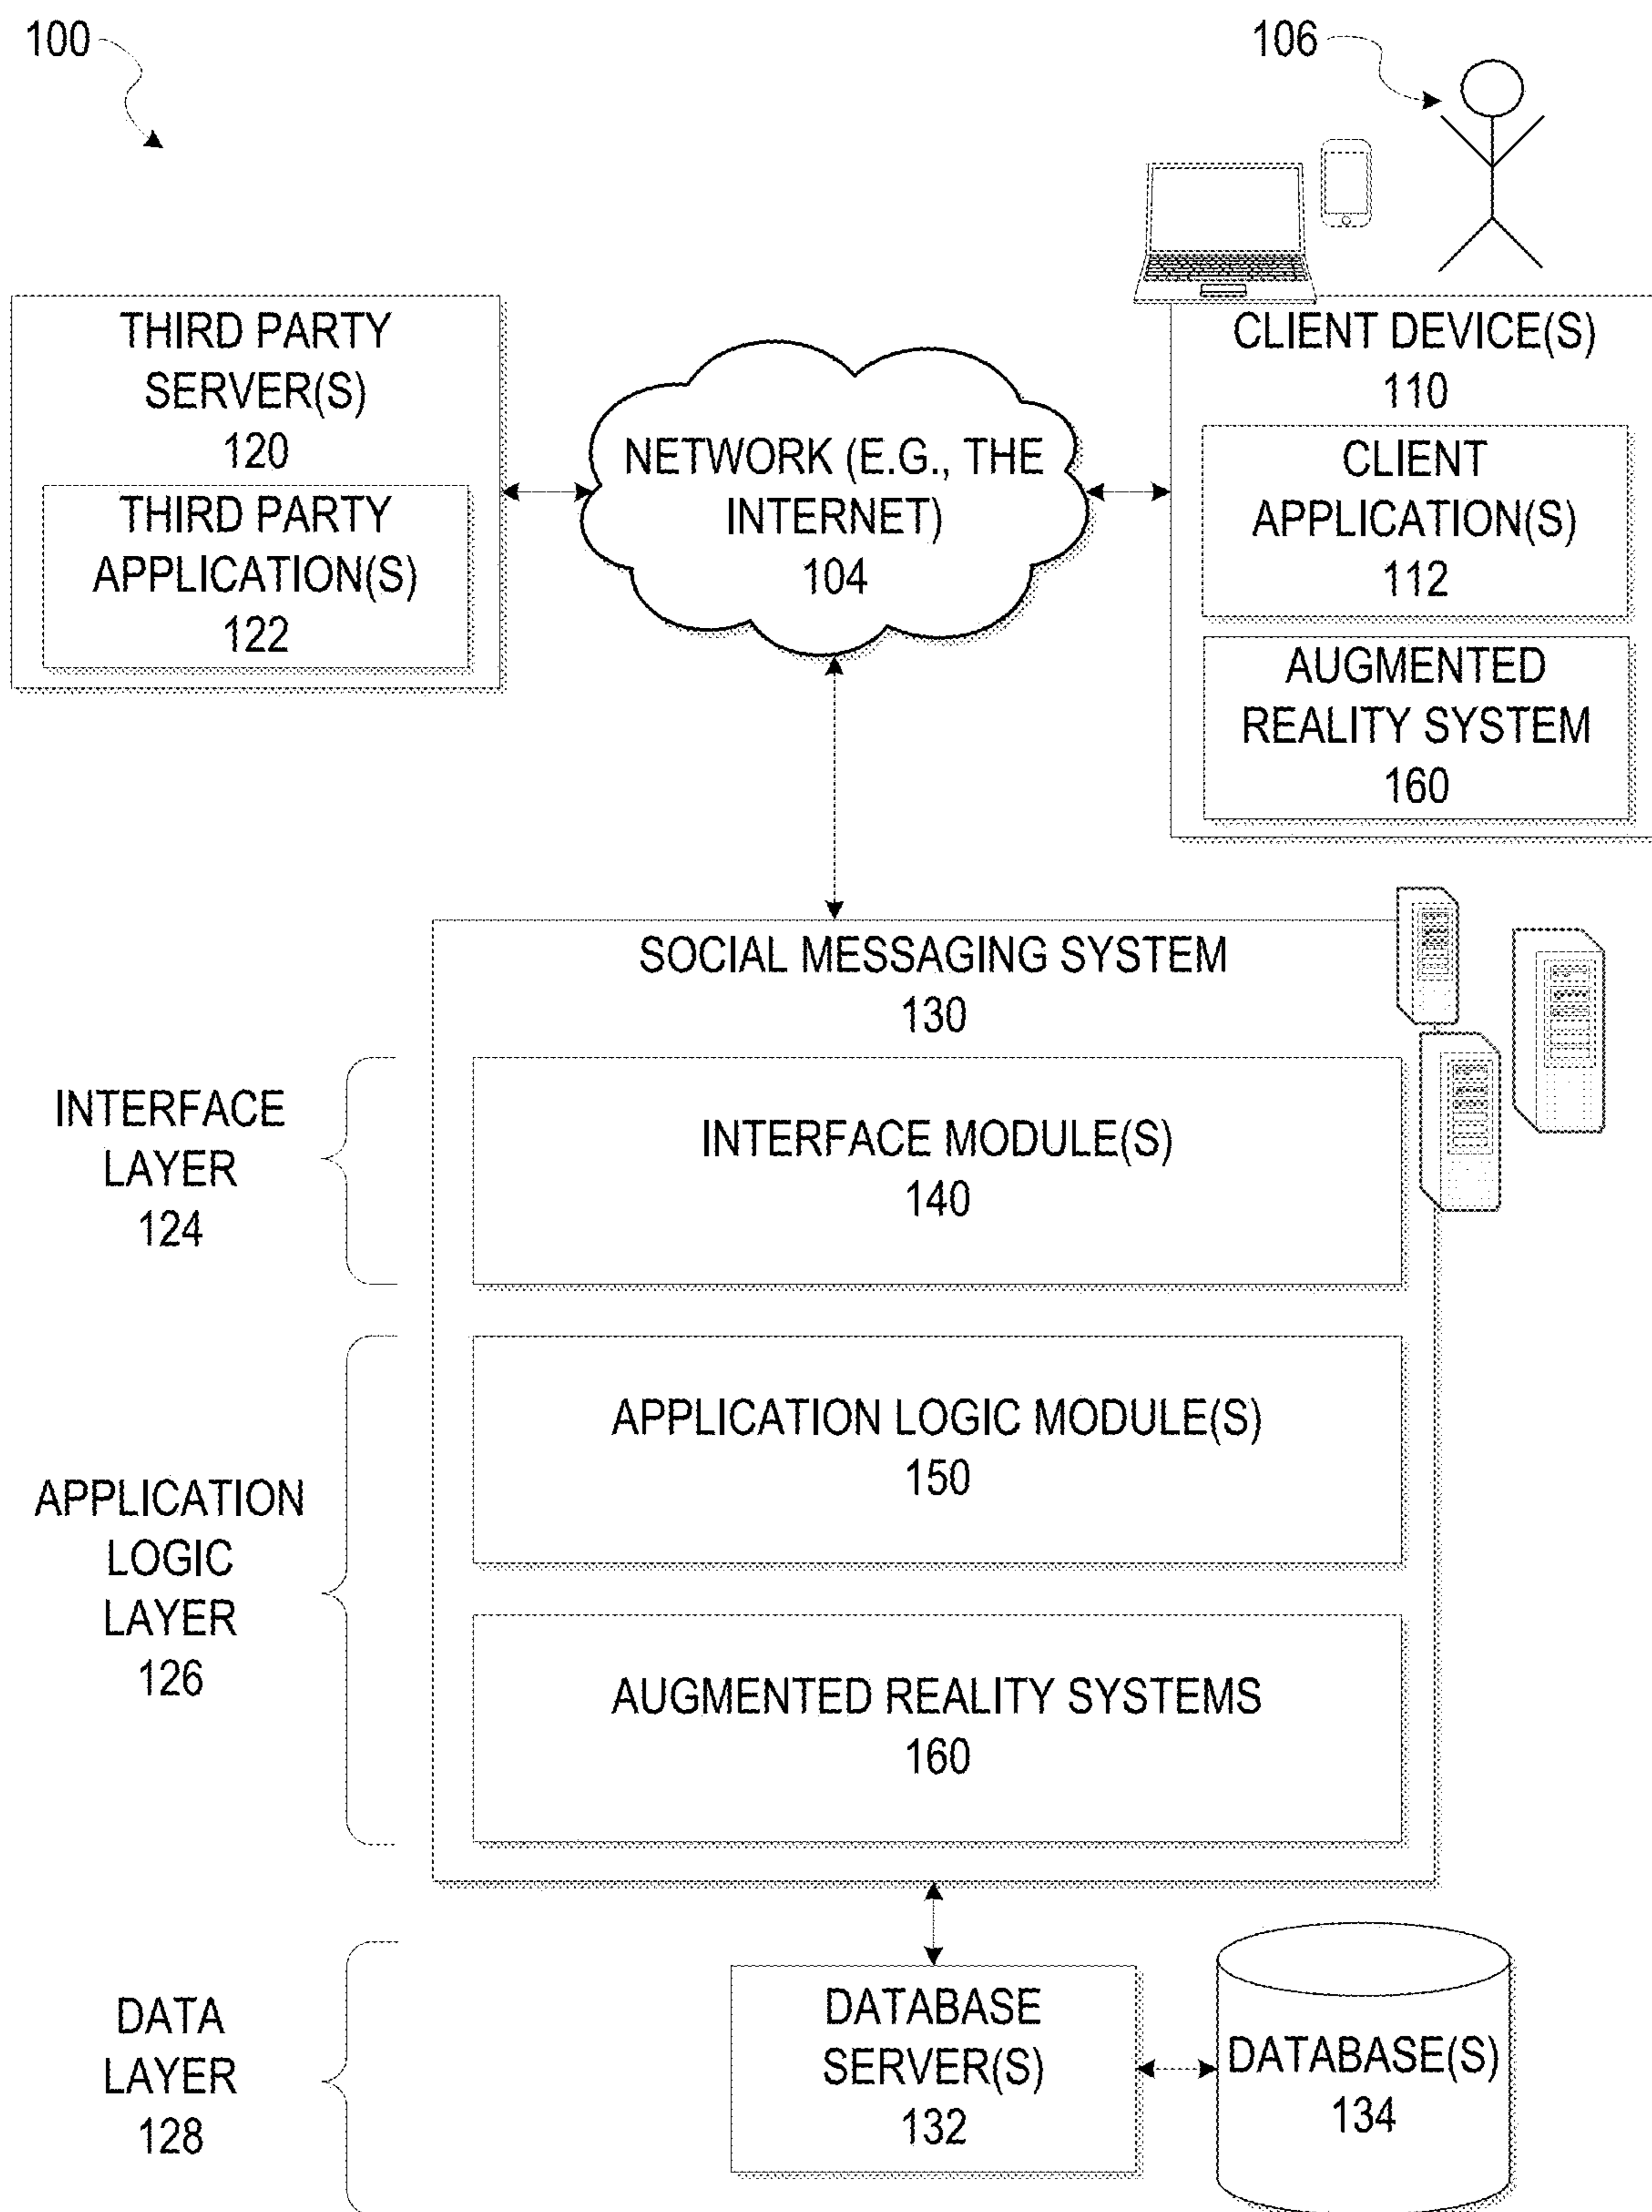 100
106
THIRD PARTY
SERVER(S)
120
THIRD PARTY
APPLICATION(S)
122
NETWORK (E.G., THE
INTERNET)
104
CLIENT DEVICE(S)
110
CLIENT
APPLICATION(S)
112
AUGMENTED
REALITY SYSTEM
160
SOCIAL MESSAGING SYSTEM
130
INTERFACE
LAYER
124
INTERFACE MODULE(S)
140
APPLICATION
LOGIC
LAYER
126
APPLICATION LOGIC MODULE(S)
150
AUGMENTED REALITY SYSTEMS
160
DATA
LAYER
128
DATABASE
SERVER(S)
132
DATABASE(S)
134